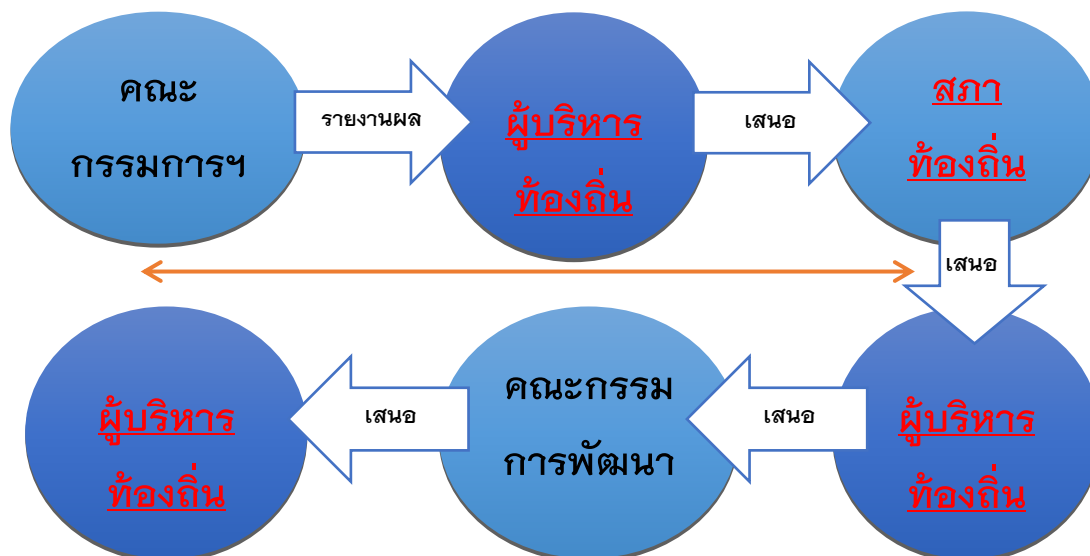 คณะ
กรรมการฯ
รายงานผล
ผู้บริหาร
ท้องถิ่น
เสนอ
สภา
ท้องถิ่น
เสนอ
ผู้บริหาร
ท้องถิ่น
เสนอ
คณะกรรม
การพัฒนา
เสนอ
ผู้บริหาร
ท้องถิ่น